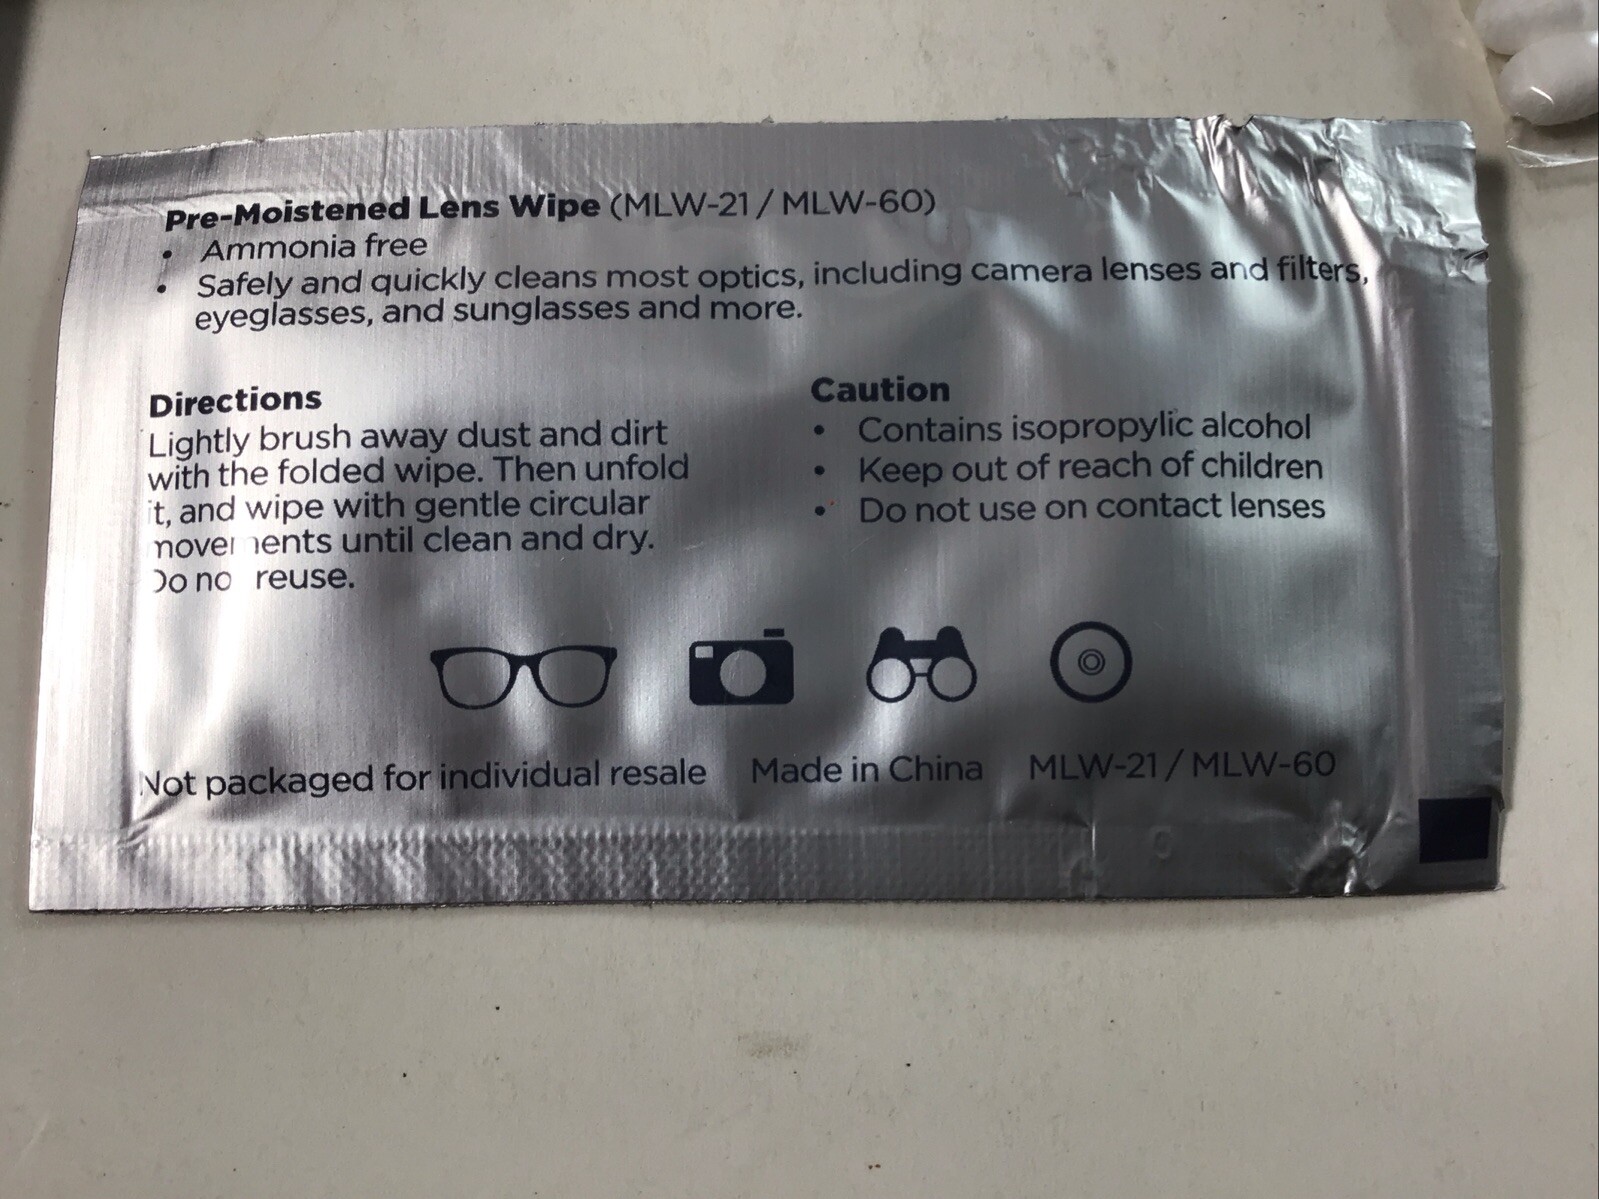 Pre-Moistened Lens Wipe (MLW-21 / MLW-60)
• Ammonia free
• Safely and quickly cleans most optics, including camera lenses and filters,
eyeglasses, and sunglasses and more.
Directions
Lightly brush away dust and dirt
with the folded wipe. Then unfold
it, and wipe with gentle circular
movements until clean and dry.
Do no reuse.
Caution
• Contains isopropylic alcohol
• Keep out of reach of children
• Do not use on contact lenses
Not packaged for individual resale Made in China MLW-21 / MLW-60